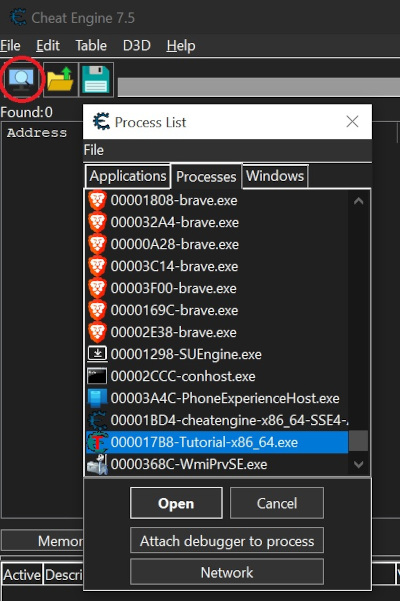 Cheat Engine 7.5
File Edit Table D3D Help
Found:0
Address
Process List
File
Applications Processes Windows
00001808-brave.exe
000032A4-brave.exe
00000A28-brave.exe
00003C14-brave.exe
00003F00-brave.exe
0000169C-brave.exe
00002E38-brave.exe
00001298-SUEngine.exe
00002CCC-conhost.exe
00003A4C-PhoneExperienceHost.exe
00001BD4-cheatengine-x86_64-SSE4-
000017B8-Tutorial-x86_64.exe
0000368C-WmiPrvSE.exe
Open Cancel
Memor
Attach debugger to process
Network
Active Descri